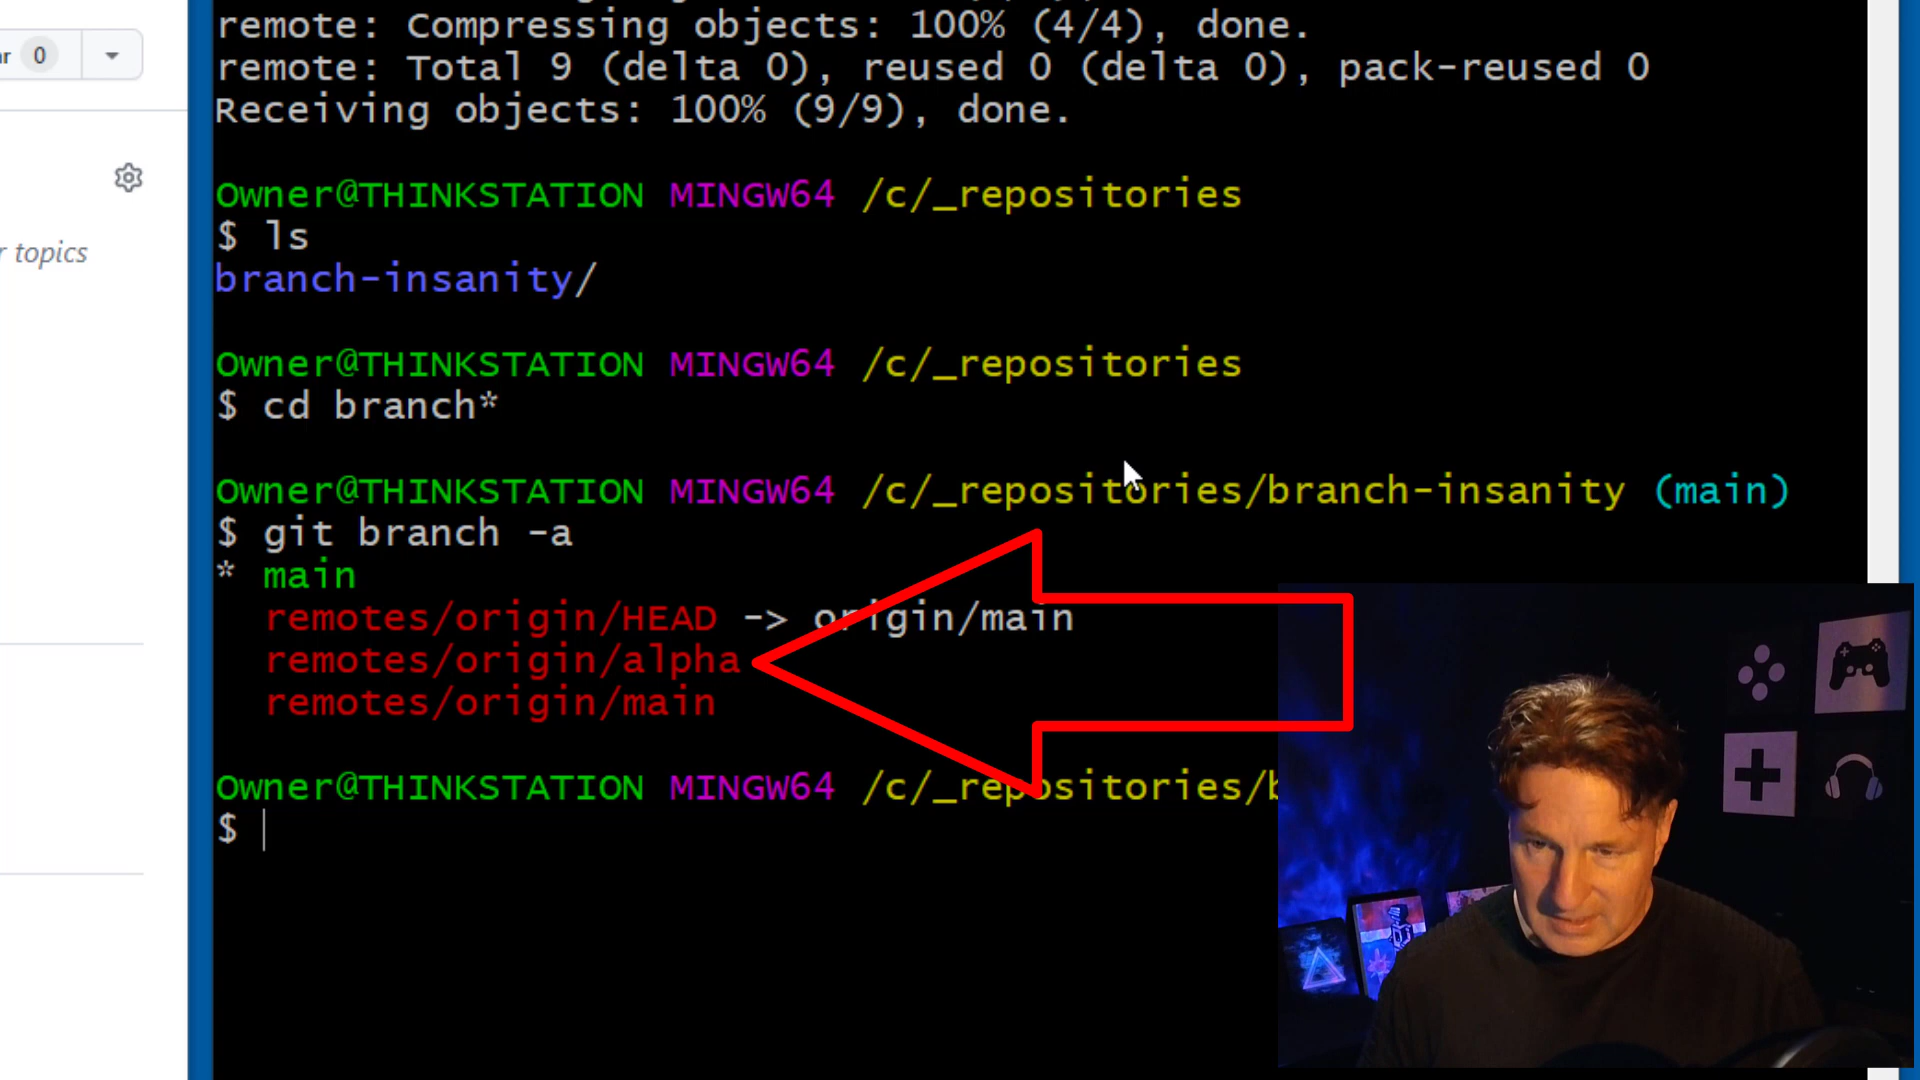 r 0
r topics
remote: Compressing objects: 100% (4/4), done.
remote: Total 9 (delta 0), reused 0 (delta 0), pack-reused 0
Receiving objects: 100% (9/9), done.
Owner@THINKSTATION MINGW64 /c/_repositories
$ ls
branch-insanity/
Owner@THINKSTATION MINGW64 /c/_repositories
$ cd branch*
Owner@THINKSTATION MINGW64 /c/_repositories/branch-insanity (main)
$ git branch -a
* main
remotes/origin/HEAD -> origin/main
remotes/origin/alpha
remotes/origin/main
Owner@THINKSTATION MINGW64 /c/_repositories/b
$